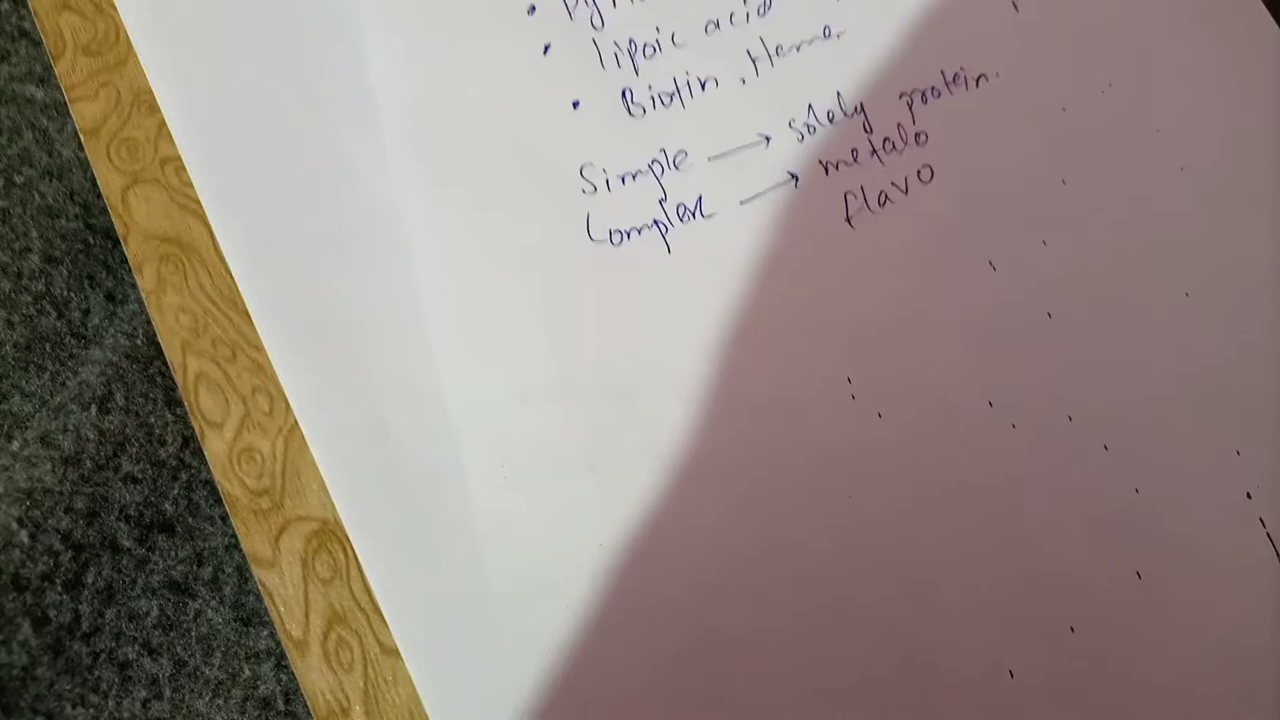 • lipoic acid
• Biotin, Heme.
Simple → solely protein.
Complex → metalo
flavo